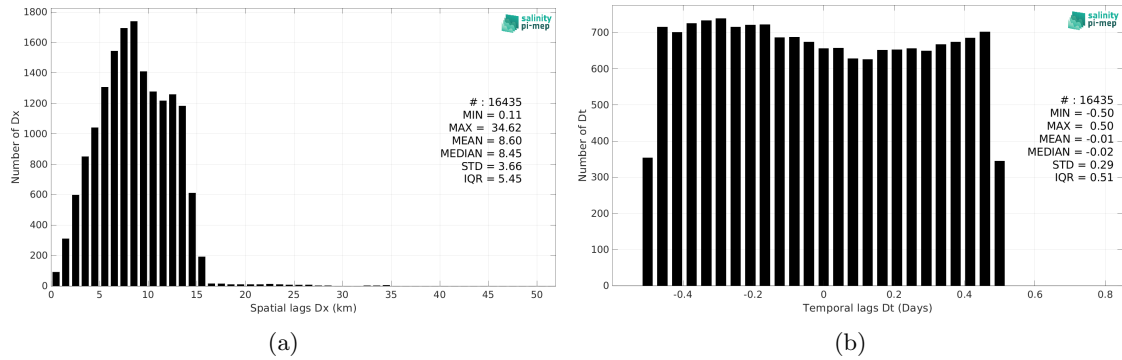 1800
1600
1400
1200
1000
800
600
400
200
0
Number of Dx
salinity
pi-mep
# : 16435
MIN = 0.11
MAX = 34.62
MEAN = 8.60
MEDIAN = 8.45
STD = 3.66
IQR = 5.45
0 5 10 15 20 25 30 35 40 45 50
Spatial lags Dx (km)
(a)
700
600
500
400
300
200
100
0
Number of Dt
salinity
pi-mep
# : 16435
MIN = -0.50
MAX = 0.50
MEAN = -0.01
MEDIAN = -0.02
STD = 0.29
IQR = 0.51
-0.4 -0.2 0 0.2 0.4 0.6 0.8
Temporal lags Dt (Days)
(b)